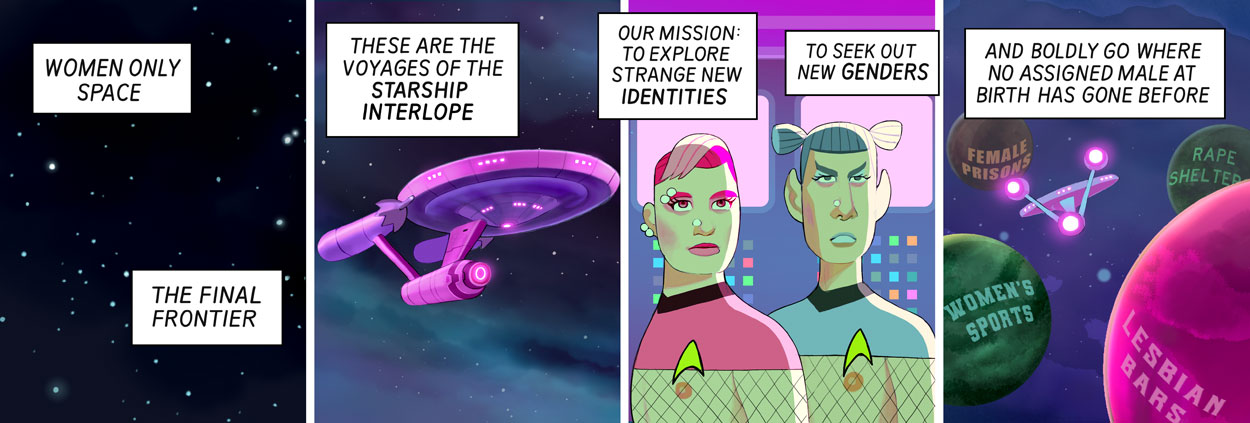 WOMEN ONLY
SPACE
THE FINAL
FRONTIER
THESE ARE THE
VOYAGES OF THE
STARSHIP
INTERLOPE
OUR MISSION:
TO EXPLORE
STRANGE NEW
IDENTITIES
TO SEEK OUT
NEW GENDERS
AND BOLDLY GO WHERE
NO ASSIGNED MALE AT
BIRTH HAS GONE BEFORE
FEMALE
PRISONS
RAPE
SHELTER
WOMEN'S
SPORTS
LESBIAN
BARS